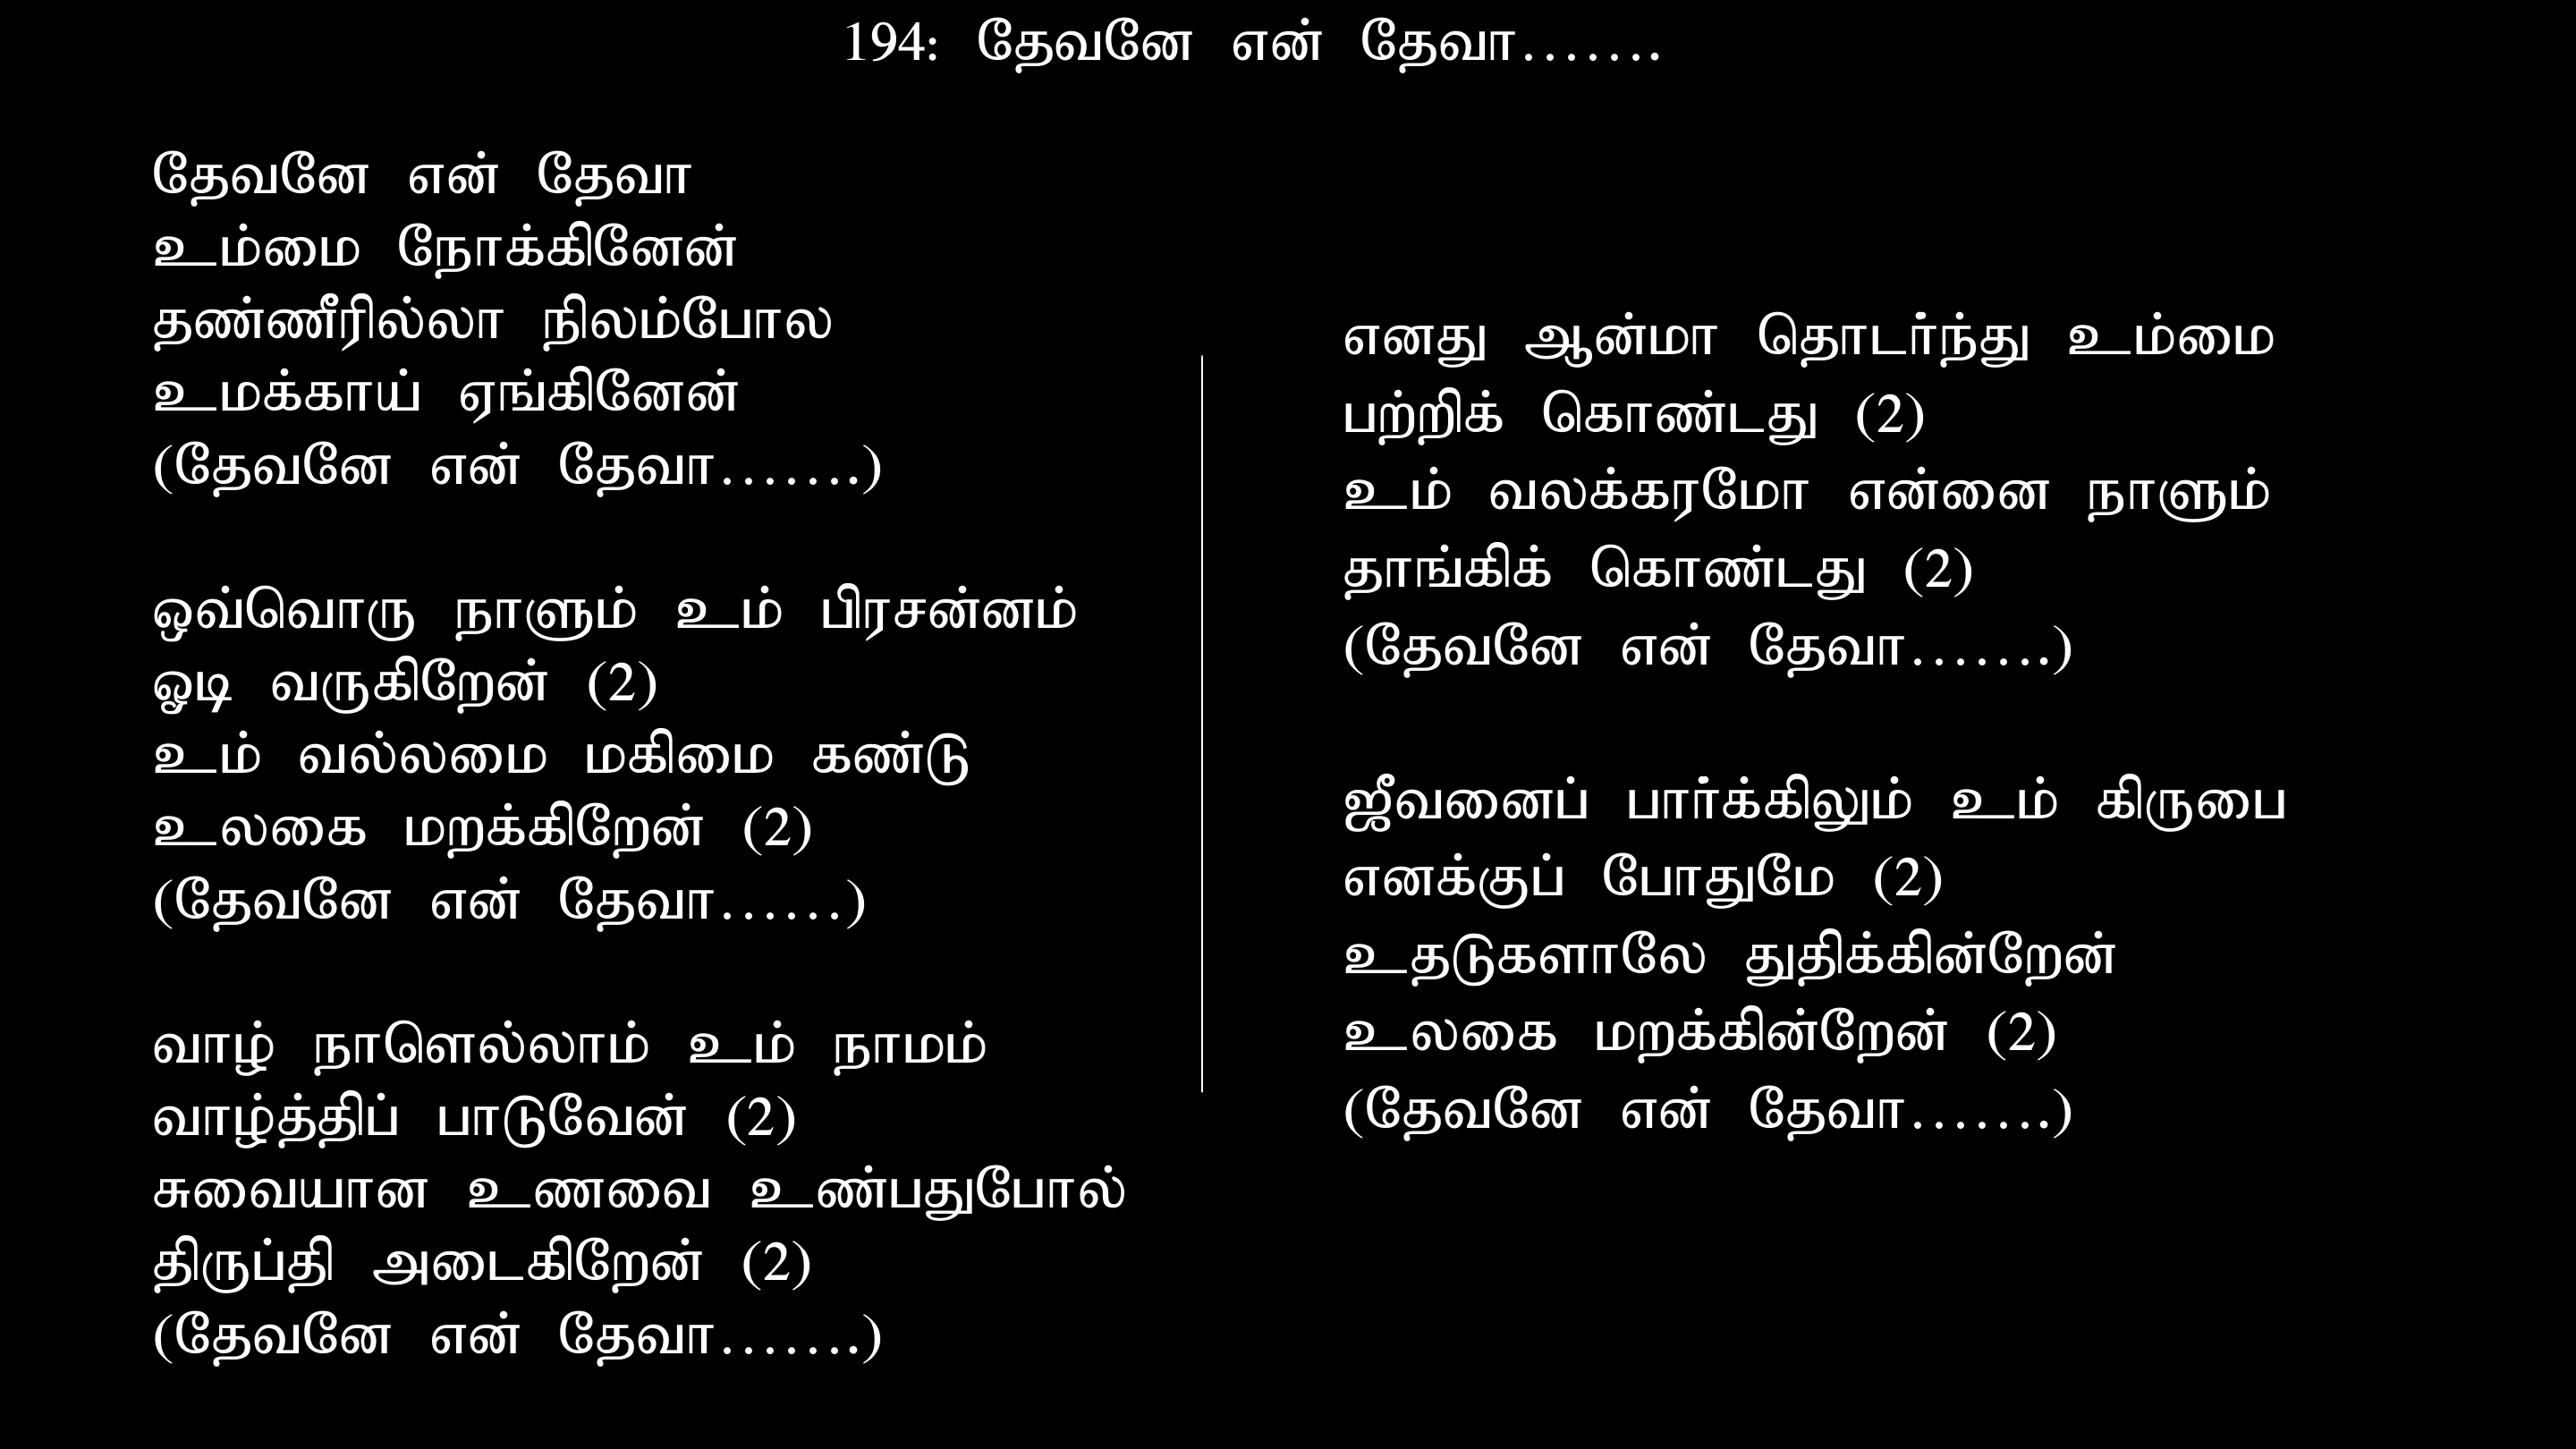 194: தேவனே என் தேவா.......
தேவனே என் தேவா
உம்மை நோக்கினேன்
தண்ணீரில்லா நிலம்போல
உமக்காய் ஏங்கினேன்
(தேவனே என் தேவா.......)
ஒவ்வொரு நாளும் உம் பிரசன்னம்
ஓடி வருகிறேன் (2)
உம் வல்லமை மகிமை கண்டு
உலகை மறக்கிறேன் (2)
(தேவனே என் தேவா......)
வாழ் நாளெல்லாம் உம் நாமம்
வாழ்த்திப் பாடுவேன் (2)
சுவையான உணவை உண்பதுபோல்
திருப்தி அடைகிறேன் (2)
(தேவனே என் தேவா.......)
எனது ஆன்மா தொடர்ந்து உம்மை
பற்றிக் கொண்டது (2)
உம் வலக்கரமோ என்னை நாளும்
தாங்கிக் கொண்டது (2)
(தேவனே என் தேவா.......)
ஜீவனைப் பார்க்கிலும் உம் கிருபை
எனக்குப் போதுமே (2)
உதடுகளாலே துதிக்கின்றேன்
உலகை மறக்கின்றேன் (2)
(தேவனே என் தேவா.......)